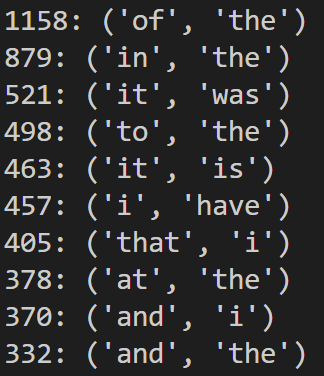 1158: ('of', 'the')
879: ('in', 'the')
521: ('it', 'was')
498: ('to', 'the')
463: ('it', 'is')
457: ('i', 'have')
405: ('that', 'i')
378: ('at', 'the')
370: ('and', 'i')
332: ('and', 'the')